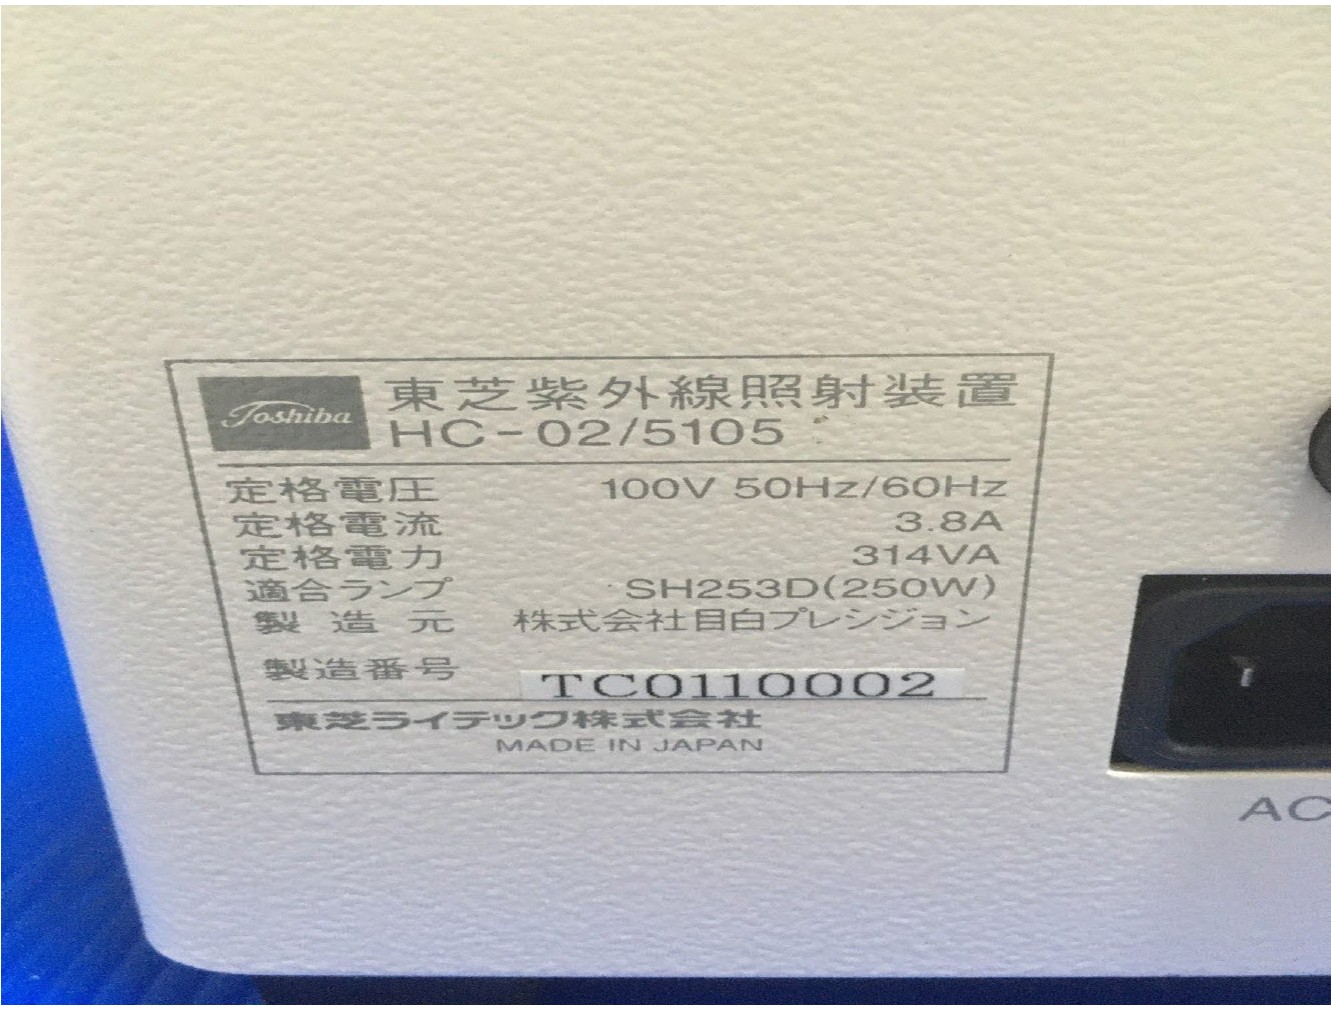 Toshiba 東芝紫外線照射装置
HC-02/5105
定格電圧 100V 50Hz/60Hz
定格電流 3.8A
定格電力 314VA
適合ランプ SH253D(250W)
製造元 株式会社目白プレシジョン
製造番号 TC0110002
東芝ライテック株式会社
MADE IN JAPAN
AC